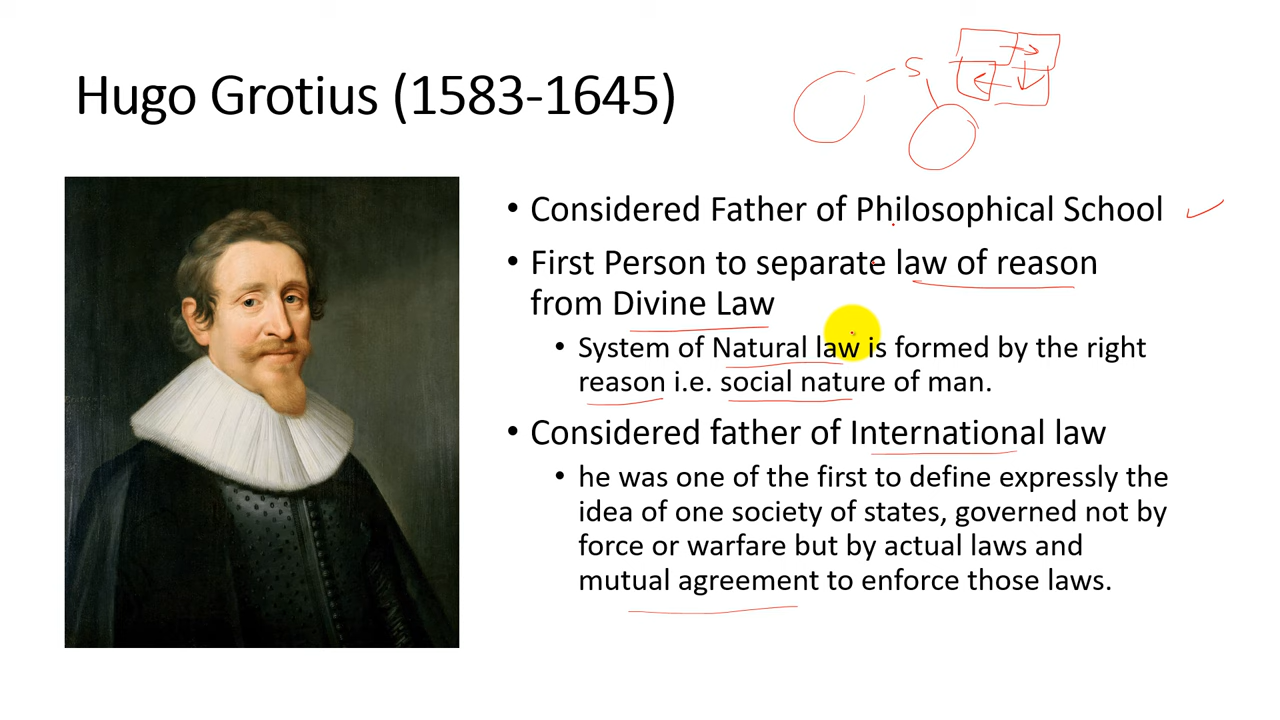 Hugo Grotius (1583-1645)
S
• Considered Father of Philosophical School
• First Person to separate law of reason
from Divine Law
• System of Natural law is formed by the right
reason i.e. social nature of man.
• Considered father of International law
• he was one of the first to define expressly the
idea of one society of states, governed not by
force or warfare but by actual laws and
mutual agreement to enforce those laws.